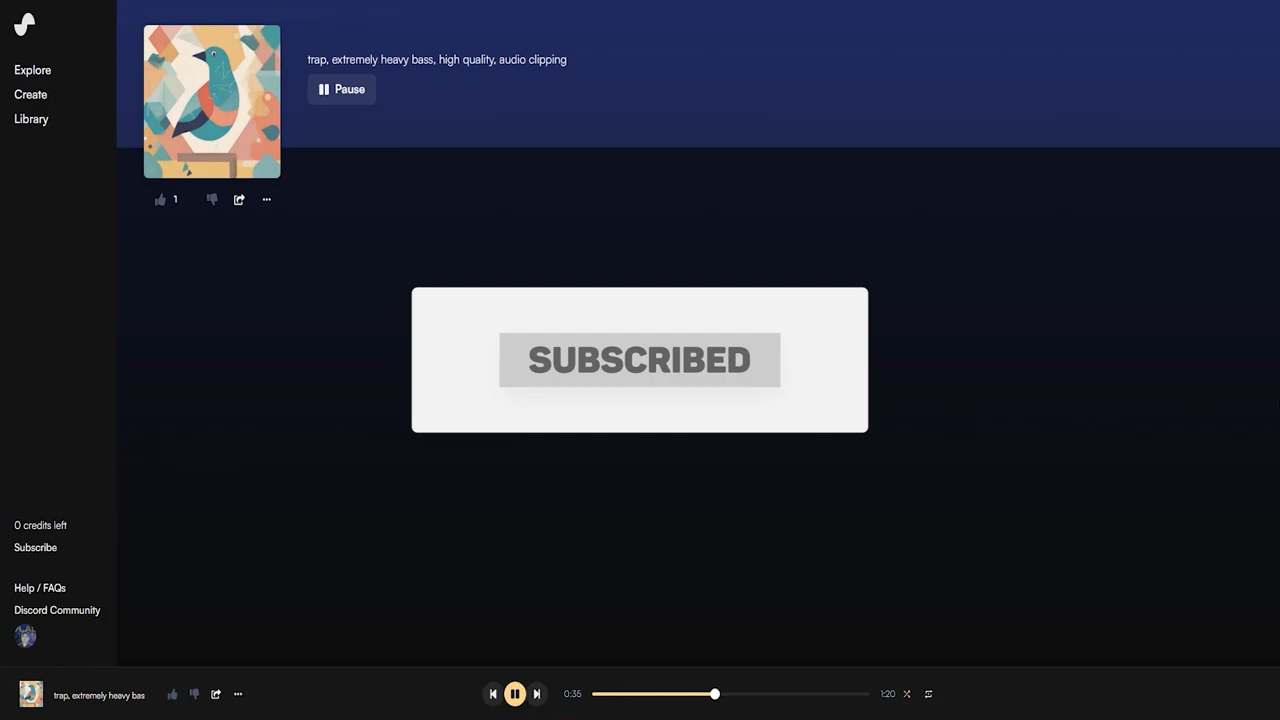 Explore
Create
Library
trap, extremely heavy bass, high quality, audio clipping
Pause
1
SUBSCRIBED
0 credits left
Subscribe
Help / FAQs
Discord Community
trap, extremely heavy bas
0:35
1:20